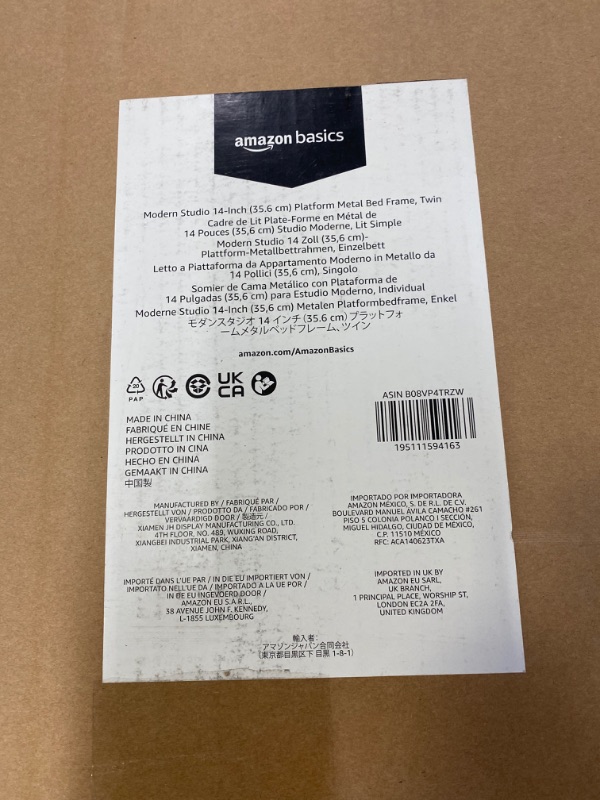 amazon basics
Modern Studio 14-Inch (35,6 cm) Platform Metal Bed Frame, Twin
Cadre de Lit Plate-Forme en Métal de
14 Pouces (35,6 cm) Studio Moderne, Lit Simple
Modern Studio 14 Zoll (35,6 cm)-
Plattform-Metallbettrahmen, Einzelbett
Letto a Piattaforma da Appartamento Moderno in Metallo da
14 Pollici (35,6 cm), Singolo
Somier de Cama Metálico con Plataforma de
14 Pulgadas (35,6 cm) para Estudio Moderno, Individual
Moderne Studio 14-Inch (35,6 cm) Metalen Platformbedframe, Enkel
モダンスタジオ 14 インチ (35.6 cm) プラットフォ
ームメタルベッドフレーム、ツイン
amazon.com/AmazonBasics
20
PAP
UK
CA
ASIN B08VP4TRZW
195111594163
MADE IN CHINA
FABRIQUÉ EN CHINE
HERGESTELLT IN CHINA
PRODOTTO IN CINA
HECHO EN CHINA
GEMAAKT IN CHINA
中国製
MANUFACTURED BY / FABRIQUÉ PAR /
HERGESTELLT VON / PRODOTTO DA / FABRICADO POR /
VERVAARDIGD DOOR / 製造元 /
XIAMEN JH DISPLAY MANUFACTURING CO., LTD.
4TH FLOOR, NO. 489, WUXING ROAD,
XIANGBEI INDUSTRIAL PARK, XIANG'AN DISTRICT,
XIAMEN, CHINA
IMPORTADO POR IMPORTADORA
AMAZON MÉXICO, S. DE R.L. DE C.V.
BOULEVARD MANUEL ÁVILA CAMACHO #261
PISO 5 COLONIA POLANCO I SECCIÓN,
MIGUEL HIDALGO, CIUDAD DE MÉXICO,
C.P. 11510 MÉXICO
RFC: ACA140623TXA
IMPORTÉ DANS L'UE PAR / IN DIE EU IMPORTIERT VON /
IMPORTATO NELL'UE DA / IMPORTADO A LA UE POR /
IN DE EU INGEVOERD DOOR /
AMAZON EU S.A.R.L.,
38 AVENUE JOHN F. KENNEDY,
L-1855 LUXEMBOURG
IMPORTED IN UK BY
AMAZON EU SARL,
UK BRANCH,
1 PRINCIPAL PLACE, WORSHIP ST,
LONDON EC2A 2FA,
UNITED KINGDOM
輸入者:
アマゾンジャパン合同会社
(東京都目黒区下 目黒 1-8-1)